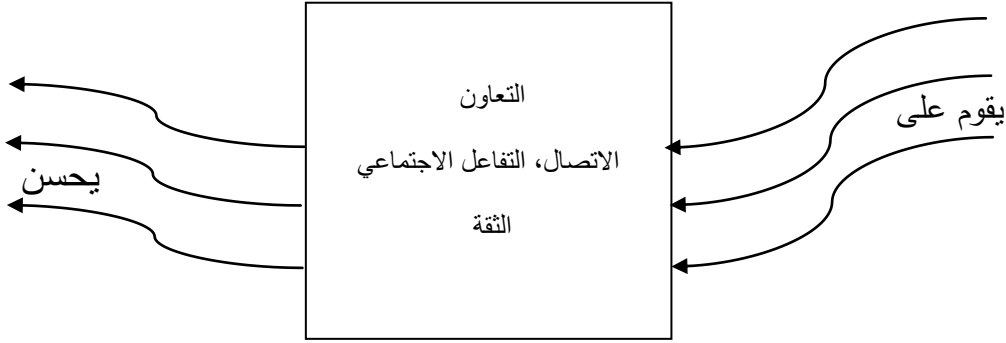 يقوم على
التعاون
الاتصال، التفاعل الاجتماعي
الثقة
يحسن